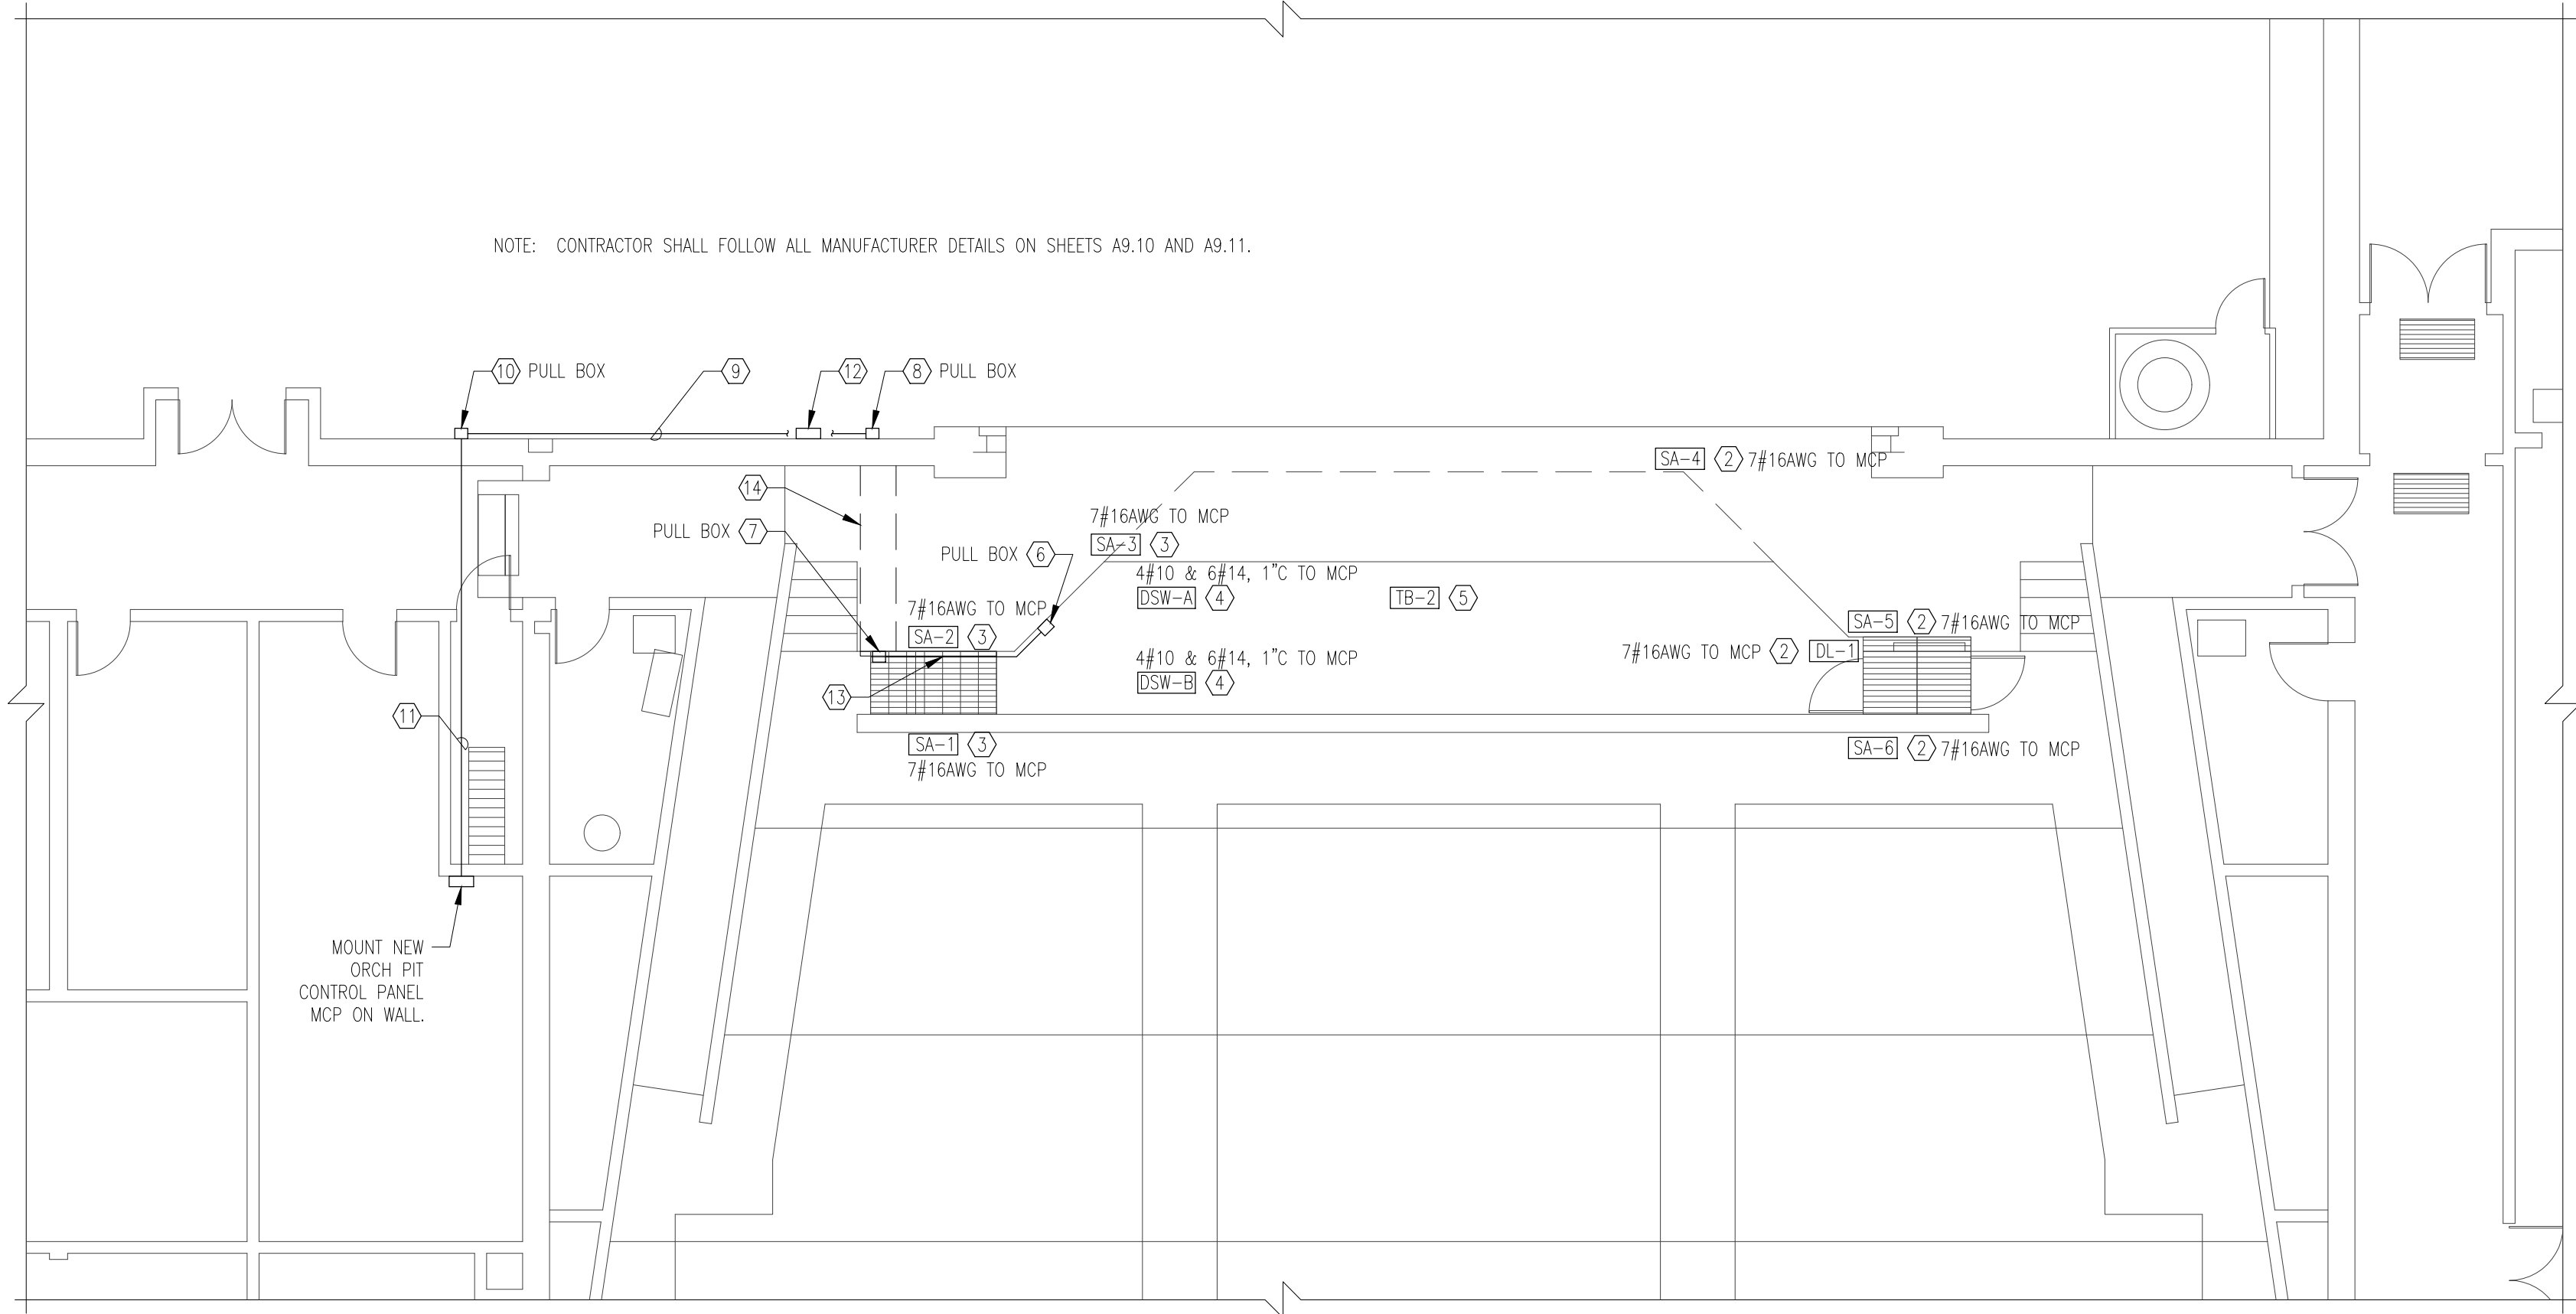 NOTE: CONTRACTOR SHALL FOLLOW ALL MANUFACTURER DETAILS ON SHEETS A9.10 AND A9.11.
10 PULL BOX
9
12
8 PULL BOX
SA-4 2 7#16AWG TO MCP
14
7#16AWG TO MCP
SA-3 3
PULL BOX 7
PULL BOX 6
4#10 & 6#14, 1"C TO MCP
DSW-A 4
TB-2 5
7#16AWG TO MCP
SA-2 3
SA-5 2 7#16AWG TO MCP
7#16AWG TO MCP 2 DL-1
4#10 & 6#14, 1"C TO MCP
DSW-B 4
13
11
SA-1 3
7#16AWG TO MCP
SA-6 2 7#16AWG TO MCP
MOUNT NEW
ORCH PIT
CONTROL PANEL
MCP ON WALL.